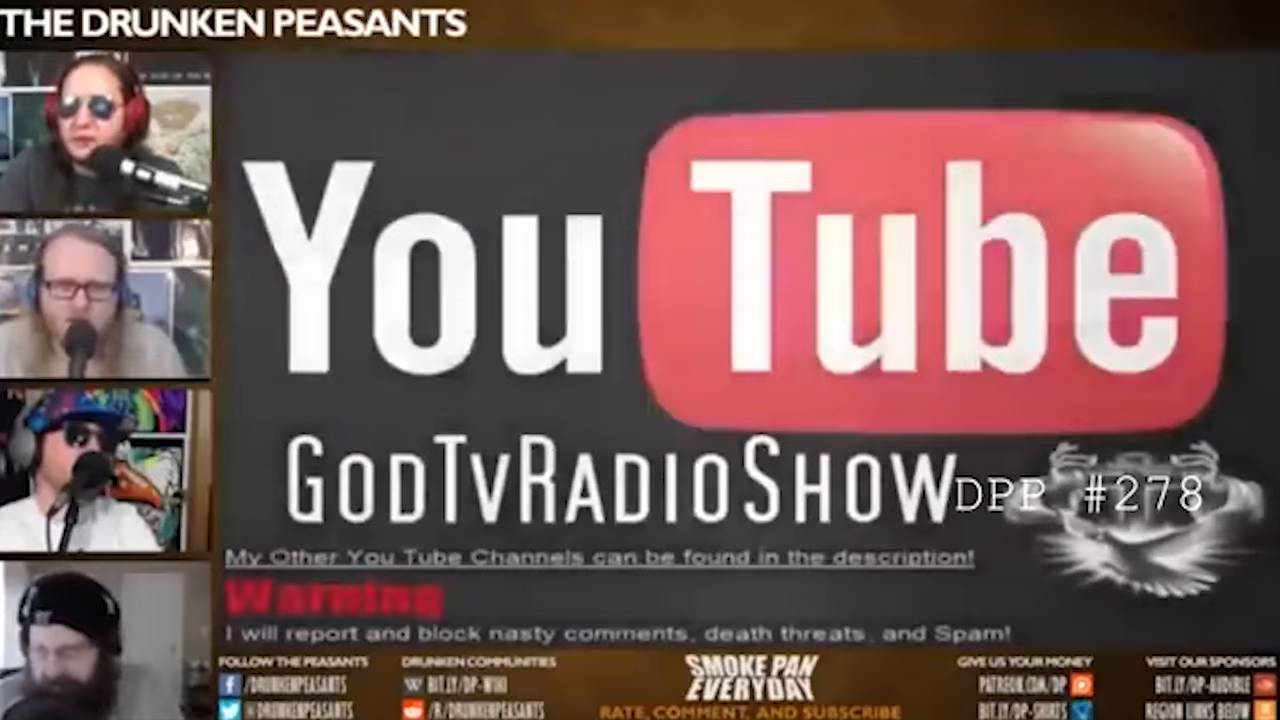 THE DRUNKEN PEASANTS
YouTube
GODTVRADIOSHOW
DPP #278
My Other You Tube Channels can be found in the description!
Warning
I will report and block nasty comments, death threats, and Spam!
FOLLOW THE PEASANTS
DRUNKEN COMMUNITIES
SMOKE PAN
EVERYDAY
GIVE US YOUR MONEY
VISIT OUR SPONSORS
/DRUNKENPEASANTS
BIT.LY/DP-WIKI
PATREON.COM/DP
BIT.LY/DP-AUDIBLE
@DRUNKENPEASANTS
/R/DRUNKENPEASANTS
RATE, COMMENT, AND SUBSCRIBE
BIT.LY/DP-SHIRTS
REGION LINKS BELOW